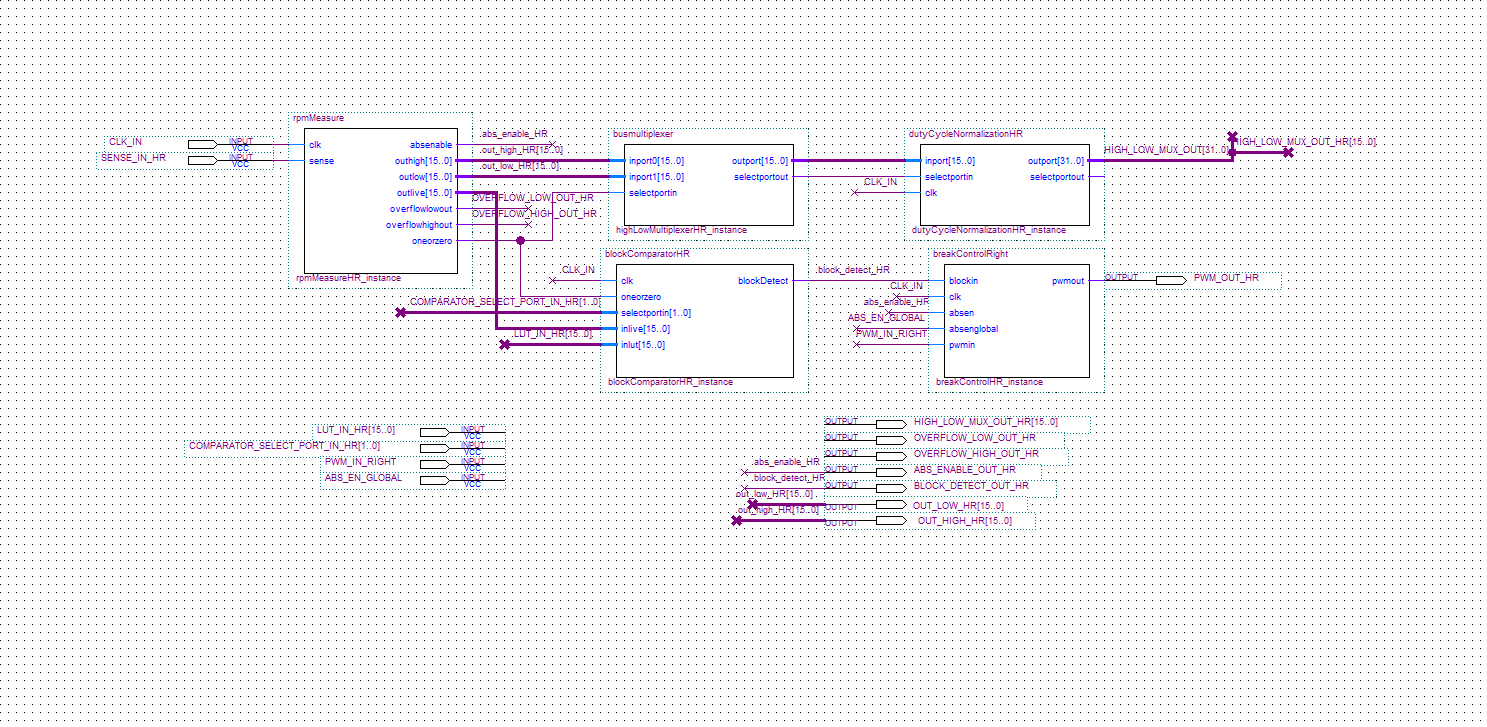 rpmMeasure
CLK_IN
INPUT
VCC
SENSE_IN_HR
INPUT
VCC
clk
sense
absenable
outhigh[15..0]
outlow[15..0]
outlive[15..0]
overflowlowout
overflowhighout
oneorzero
rpmMeasureHR_instance
abs_enable_HR
out_high_HR[15..0]
out_low_HR[15..0]
OVERFLOW_LOW_OUT_HR
OVERFLOW_HIGH_OUT_HR
busmultiplexer
inport0[15..0]
inport1[15..0]
selectportin
outport[15..0]
selectportout
highLowMultiplexerHR_instance
CLK_IN
dutyCycleNormalizationHR
inport[15..0]
selectportin
clk
outport[31..0]
selectportout
dutyCycleNormalizationHR_instance
HIGH_LOW_MUX_OUT[31..0]
HIGH_LOW_MUX_OUT_HR[15..0]
blockComparatorHR
CLK_IN
COMPARATOR_SELECT_PORT_IN_HR[1..0]
LUT_IN_HR[15..0]
clk
oneorzero
selectportin[1..0]
inlive[15..0]
inlut[15..0]
blockDetect
blockComparatorHR_instance
block_detect_HR
CLK_IN
abs_enable_HR
ABS_EN_GLOBAL
PWM_IN_RIGHT
breakControlRight
blockin
clk
absen
absenglobal
pwmin
pwmout
breakControlHR_instance
OUTPUT
PWM_OUT_HR
LUT_IN_HR[15..0]
INPUT
VCC
COMPARATOR_SELECT_PORT_IN_HR[1..0]
INPUT
VCC
PWM_IN_RIGHT
INPUT
VCC
ABS_EN_GLOBAL
INPUT
VCC
OUTPUT
HIGH_LOW_MUX_OUT_HR[15..0]
OUTPUT
OVERFLOW_LOW_OUT_HR
OUTPUT
OVERFLOW_HIGH_OUT_HR
abs_enable_HR
OUTPUT
ABS_ENABLE_OUT_HR
block_detect_HR
OUTPUT
BLOCK_DETECT_OUT_HR
out_low_HR[15..0]
OUTPUT
OUT_LOW_HR[15..0]
out_high_HR[15..0]
OUTPUT
OUT_HIGH_HR[15..0]